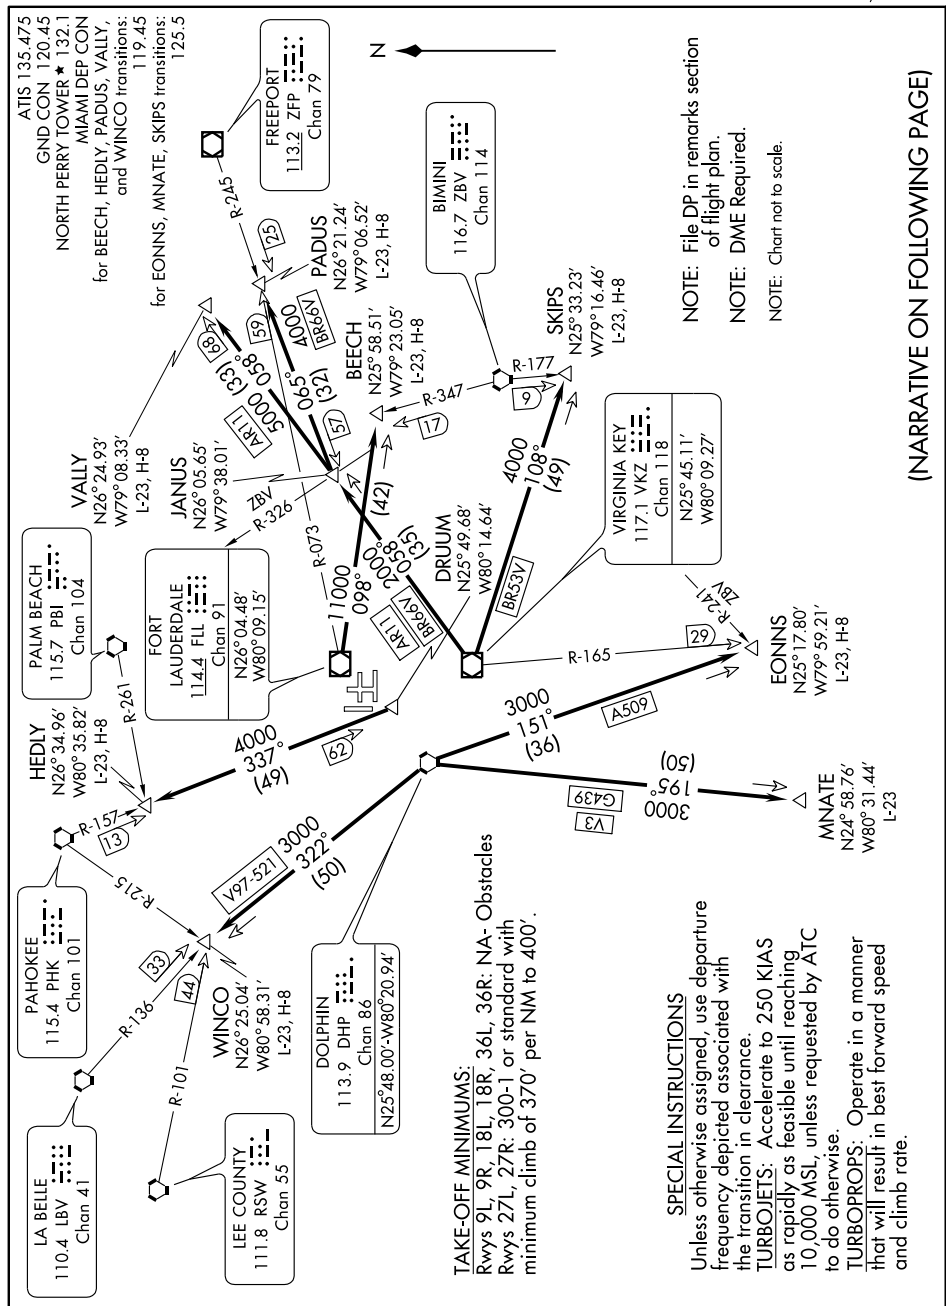 ATIS 135.475
GND CON 120.45
NORTH PERRY TOWER ★ 132.1
MIAMI DEP CON
for BEECH, HEDLY, PADUS, VALLY,
and WINCO transitions:
119.45
for EONNS, MNATE, SKIPS transitions:
125.5
N
FREEPORT
113.2 ZFP
Chan 79
R-245
25
PADUS
N26° 21.24′
W79° 06.52′
L-23, H-8
VALLY
N26° 24.93′
W79° 08.33′
L-23, H-8
68
59
5000
058°
(33)
AR11
4000
065°
(32)
BR66V
57
JANUS
N26° 05.65′
W79° 38.01′
ZBV
R-326
R-073
BEECH
N25° 58.51′
W79° 23.05′
L-23, H-8
R-347
17
BIMINI
116.7 ZBV
Chan 114
R-177
9
SKIPS
N25° 33.23′
W79° 16.46′
L-23, H-8
4000
108°
(49)
BR53V
11000
098°
(42)
2000
058°
(35)
AR11
BR66V
FORT
LAUDERDALE
114.4 FLL
Chan 91
N26° 04.48′
W80° 09.15′
DRUUM
N25° 49.68′
W80° 14.64′
VIRGINIA KEY
117.1 VKZ
Chan 118
N25° 45.11′
W80° 09.27′
PALM BEACH
115.7 PBI
Chan 104
R-261
HEDLY
N26° 34.96′
W80° 35.82′
L-23, H-8
4000
337°
(49)
62
R-165
29
R-241
ZBV
EONNS
N25° 17.80′
W79° 59.21′
L-23, H-8
3000
151°
(36)
A509
3000
195°
(50)
G439
V3
MNATE
N24° 58.76′
W80° 31.44′
L-23
PAHOKEE
115.4 PHK
Chan 101
R-157
13
R-215
V97-521
3000
322°
(50)
LA BELLE
110.4 LBV
Chan 41
R-136
33
LEE COUNTY
111.8 RSW
Chan 55
R-101
44
WINCO
N26° 25.04′
W80° 58.31′
L-23, H-8
DOLPHIN
113.9 DHP
Chan 86
N25°48.00′-W80°20.94′
TAKE-OFF MINIMUMS:
Rwys 9L, 9R, 18L, 18R, 36L, 36R: NA- Obstacles
Rwys 27L, 27R: 300-1 or standard with
minimum climb of 370′ per NM to 400′.
SPECIAL INSTRUCTIONS
Unless otherwise assigned, use departure
frequency depicted associated with
the transition in clearance.
TURBOJETS: Accelerate to 250 KIAS
as rapidly as feasible until reaching
10,000 MSL, unless requested by ATC
to do otherwise.
TURBOPROPS: Operate in a manner
that will result in best forward speed
and climb rate.
NOTE: File DP in remarks section
of flight plan.
NOTE: DME Required.
NOTE: Chart not to scale.
(NARRATIVE ON FOLLOWING PAGE)